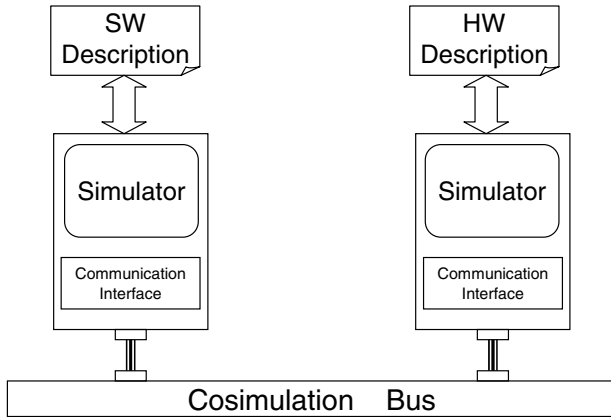 SW
Description
HW
Description
Simulator
Simulator
Communication
Interface
Communication
Interface
Cosimulation Bus